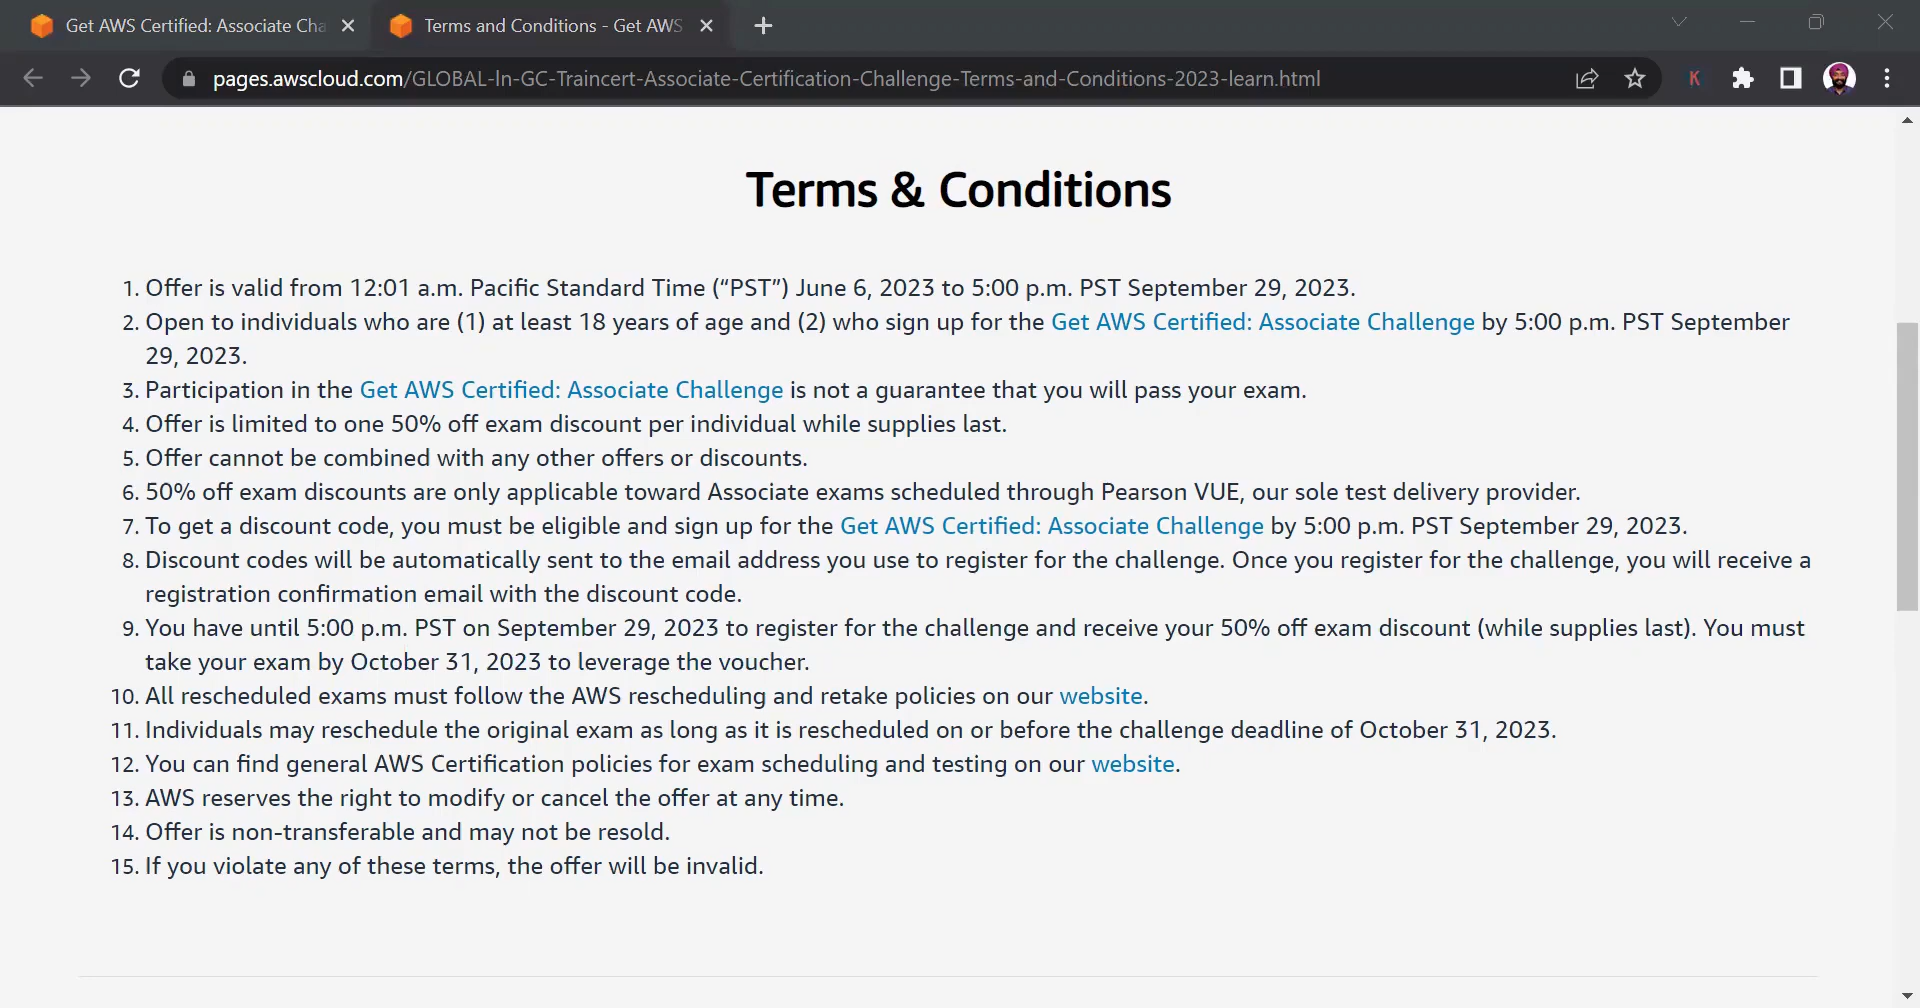 Get AWS Certified: Associate Cha
Terms and Conditions - Get AWS
pages.awscloud.com/GLOBAL-ln-GC-Traincert-Associate-Certification-Challenge-Terms-and-Conditions-2023-learn.html
K
Terms & Conditions
1. Offer is valid from 12:01 a.m. Pacific Standard Time (“PST”) June 6, 2023 to 5:00 p.m. PST September 29, 2023.
2. Open to individuals who are (1) at least 18 years of age and (2) who sign up for the Get AWS Certified: Associate Challenge by 5:00 p.m. PST September
29, 2023.
3. Participation in the Get AWS Certified: Associate Challenge is not a guarantee that you will pass your exam.
4. Offer is limited to one 50% off exam discount per individual while supplies last.
5. Offer cannot be combined with any other offers or discounts.
6. 50% off exam discounts are only applicable toward Associate exams scheduled through Pearson VUE, our sole test delivery provider.
7. To get a discount code, you must be eligible and sign up for the Get AWS Certified: Associate Challenge by 5:00 p.m. PST September 29, 2023.
8. Discount codes will be automatically sent to the email address you use to register for the challenge. Once you register for the challenge, you will receive a
registration confirmation email with the discount code.
9. You have until 5:00 p.m. PST on September 29, 2023 to register for the challenge and receive your 50% off exam discount (while supplies last). You must
take your exam by October 31, 2023 to leverage the voucher.
10. All rescheduled exams must follow the AWS rescheduling and retake policies on our website.
11. Individuals may reschedule the original exam as long as it is rescheduled on or before the challenge deadline of October 31, 2023.
12. You can find general AWS Certification policies for exam scheduling and testing on our website.
13. AWS reserves the right to modify or cancel the offer at any time.
14. Offer is non-transferable and may not be resold.
15. If you violate any of these terms, the offer will be invalid.